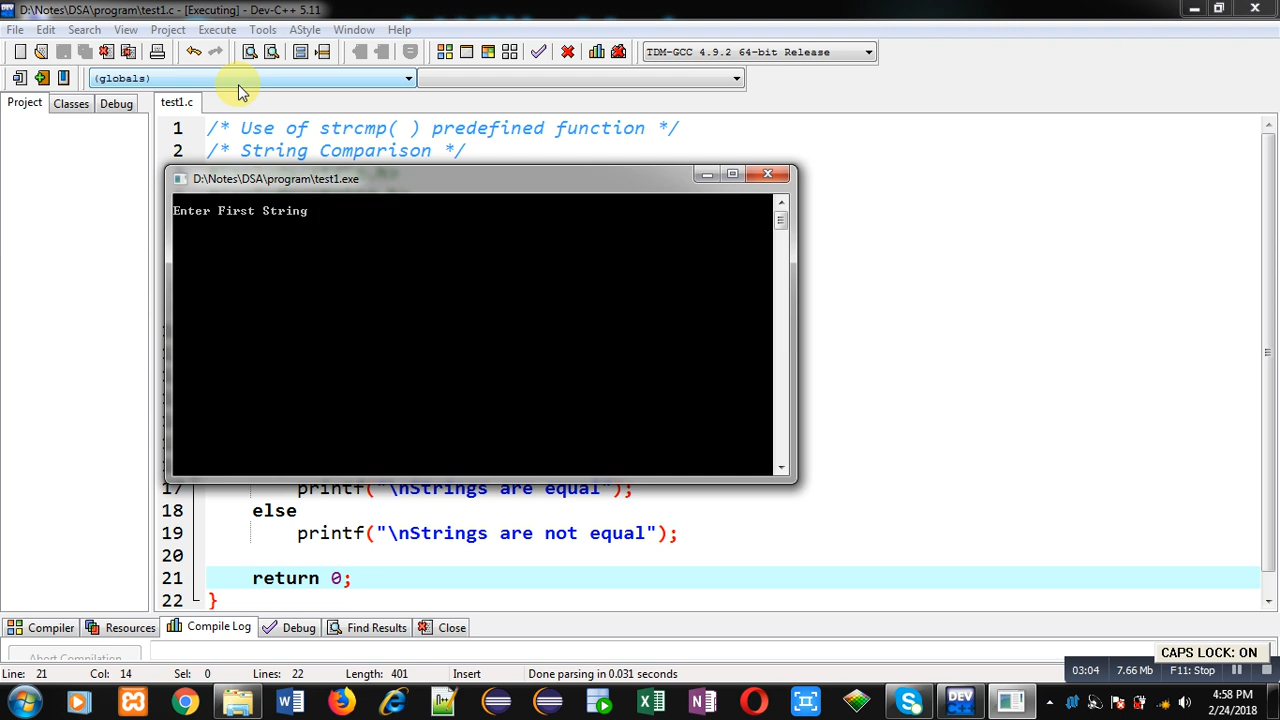 D:\Notes\DSA\program\test1.c - [Executing] - Dev-C++ 5.11
File Edit Search View Project Execute Tools AStyle Window Help
TDM-GCC 4.9.2 64-bit Release
(globals)
Project Classes Debug test1.c
1 /* Use of strcmp( ) predefined function */
2 /* String Comparison */
D:\Notes\DSA\program\test1.exe
Enter First String
17 printf("\nStrings are equal");
18 else
19 printf("\nStrings are not equal");
20
21 return 0;
22 }
Compiler Resources Compile Log Debug Find Results Close
Abort Compilation
CAPS LOCK: ON
Line: 21 Col: 14 Sel: 0 Lines: 22 Length: 401 Insert Done parsing in 0.031 seconds
03:04 7.66 MB F11: Stop
DEV C++
4:58 PM
2/24/2018